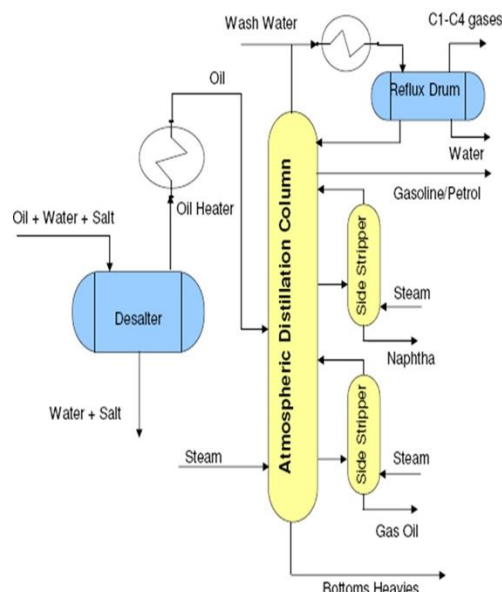 Wash Water
C1-C4 gases
Oil
Reflux Drum
Water
Gasoline/Petrol
Oil Heater
Oil + Water + Salt
Desalter
Water + Salt
Atmospheric Distillation Column
Side Stripper
Steam
Naphtha
Side Stripper
Steam
Steam
Gas Oil
Bottoms Heavies